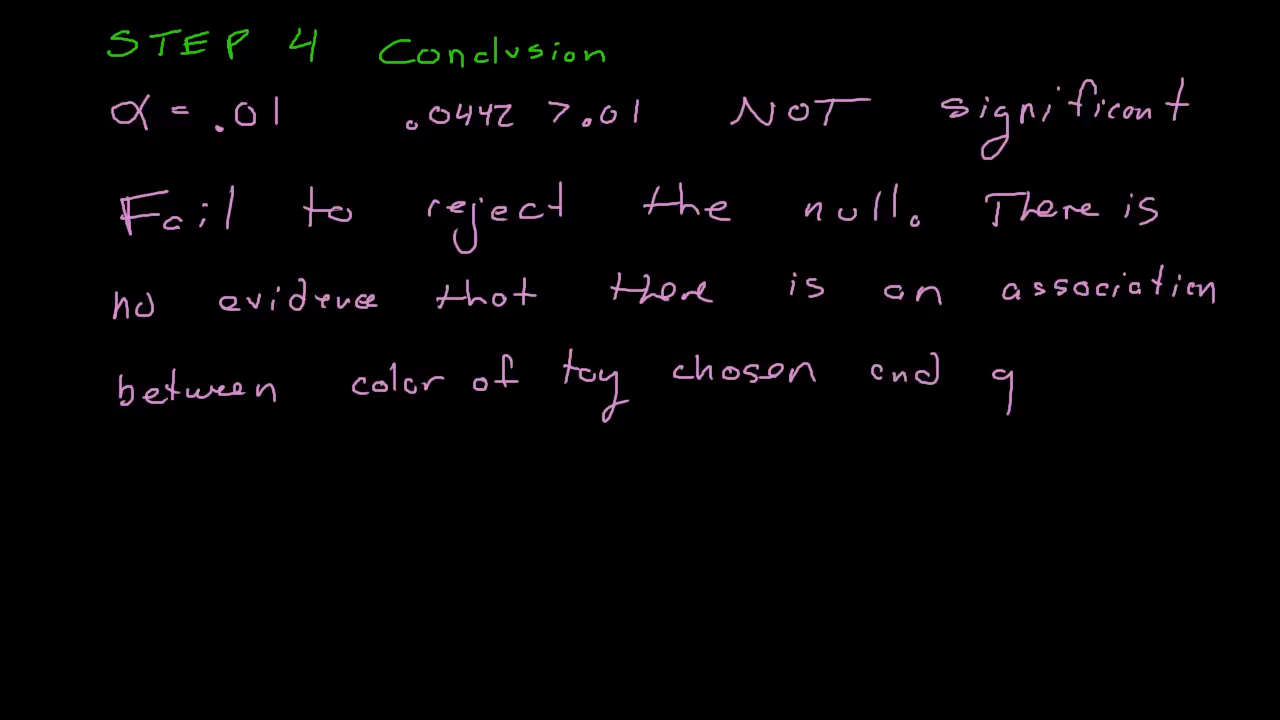 STEP 4 Conclusion
α = .01 .0442 > .01 NOT significant
Fail to reject the null. There is
no evidence that there is an association
between color of toy chosen and g